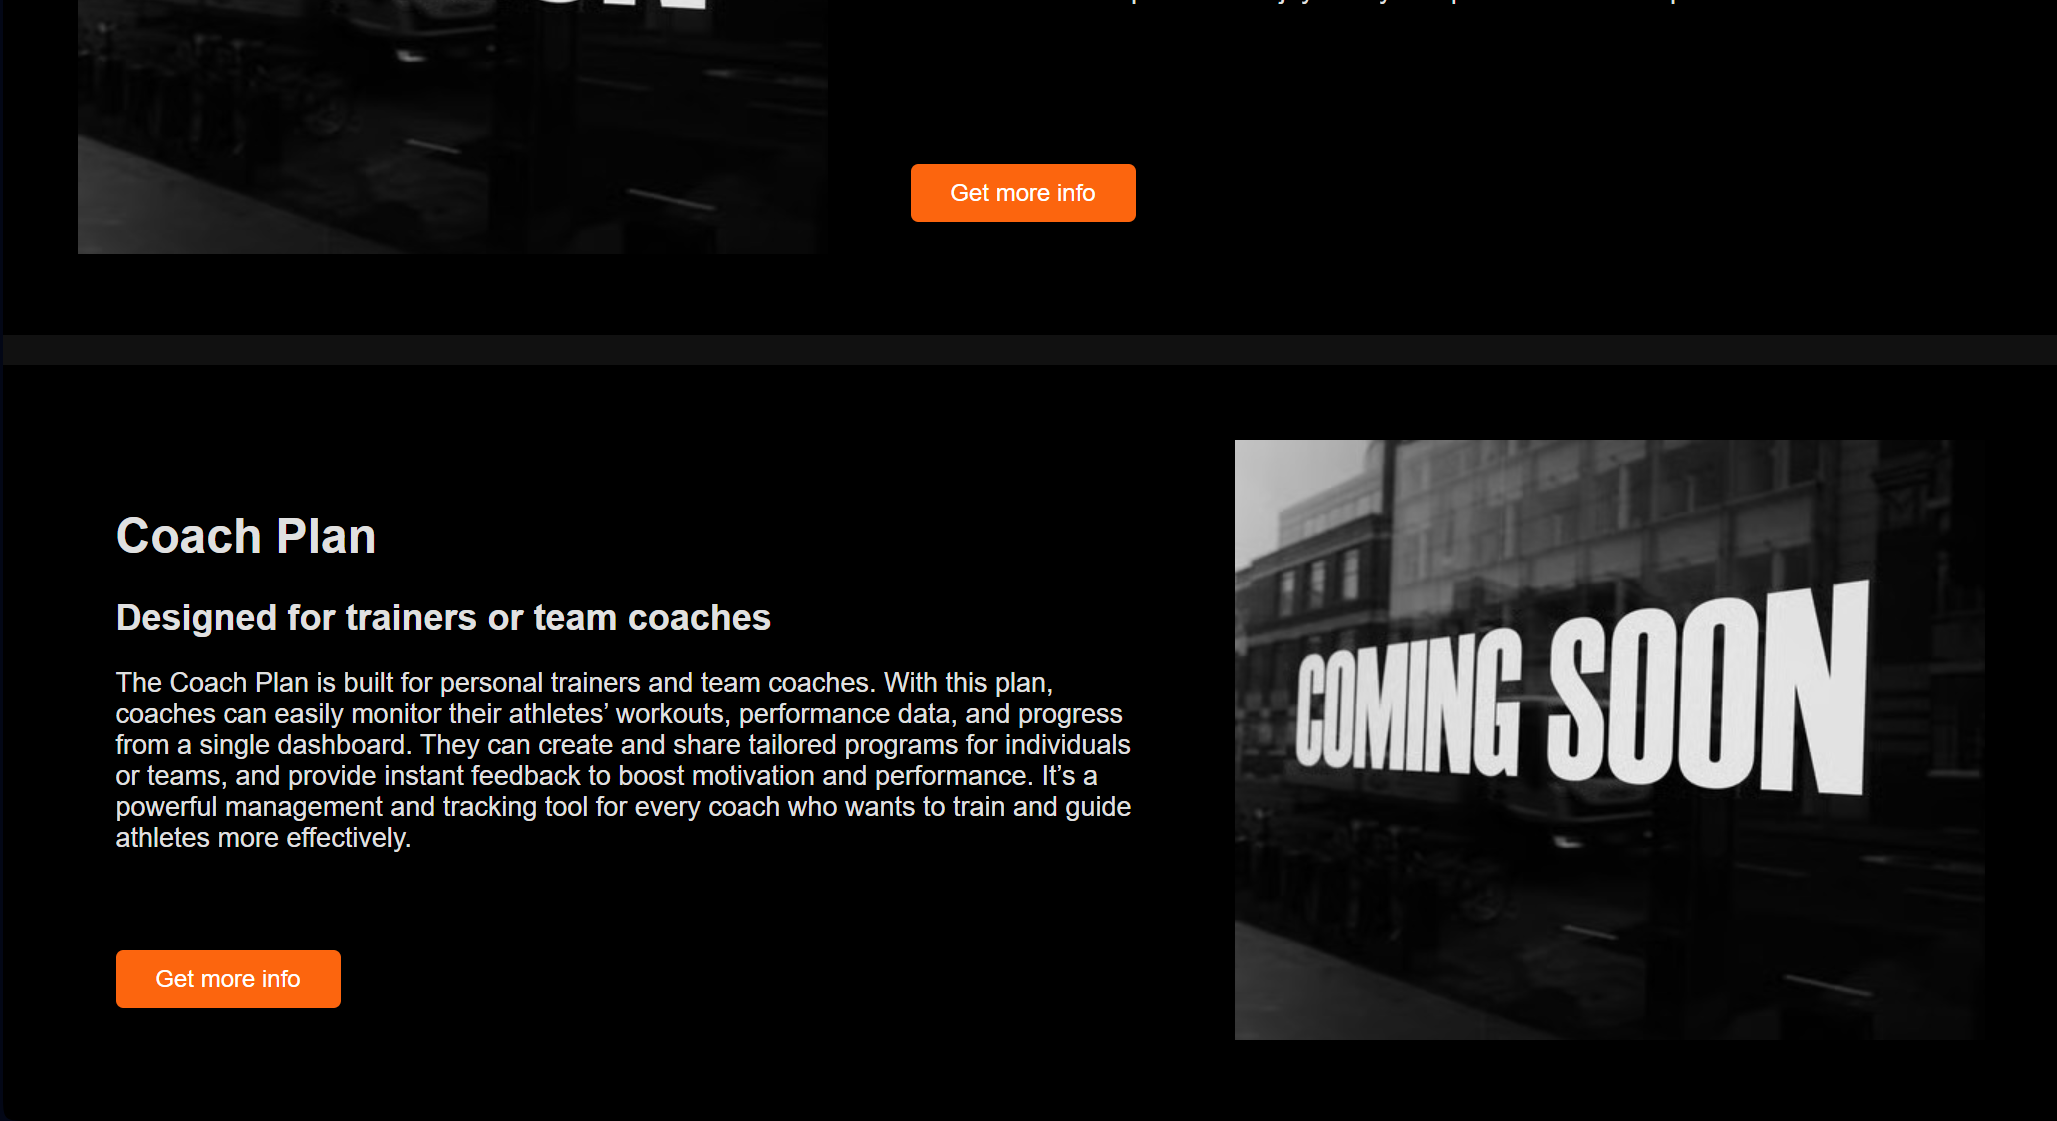 Get more info
Coach Plan
Designed for trainers or team coaches
The Coach Plan is built for personal trainers and team coaches. With this plan,
coaches can easily monitor their athletes’ workouts, performance data, and progress
from a single dashboard. They can create and share tailored programs for individuals
or teams, and provide instant feedback to boost motivation and performance. It’s a
powerful management and tracking tool for every coach who wants to train and guide
athletes more effectively.
Get more info
COMING SOON